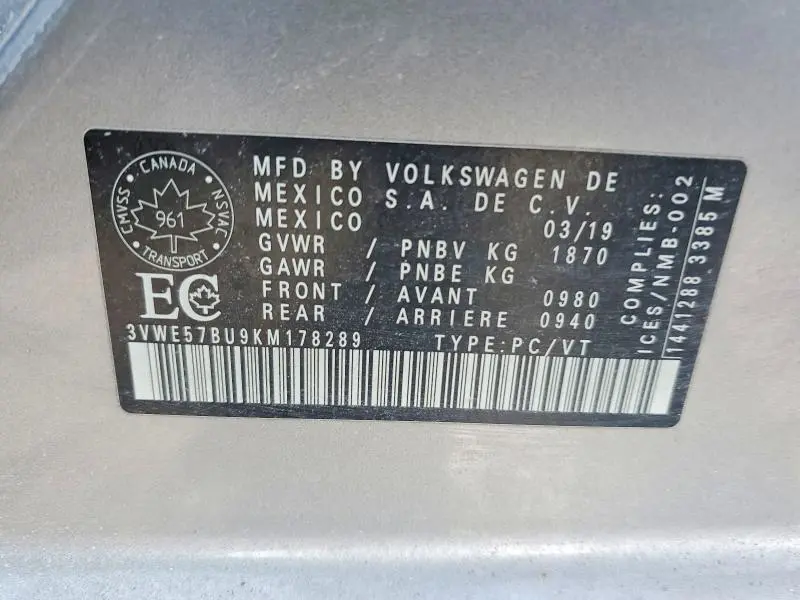 CANADA
CMVSS • NSVAC
961
TRANSPORT
EC
MFD BY VOLKSWAGEN DE
MEXICO S.A. DE C.V.
MEXICO 03/19
GVWR / PNBV KG 1870
GAWR / PNBE KG
FRONT / AVANT 0980
REAR / ARRIERE 0940
3VWE57BU9KM178289 TYPE:PC/VT
COMPLIES:
ICES/NMB-002
1441288 3385 M